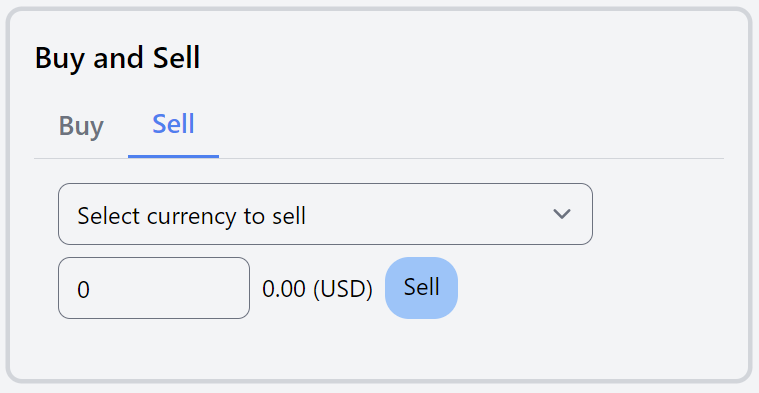 Buy and Sell
Buy Sell
Select currency to sell
0 0.00 (USD) Sell